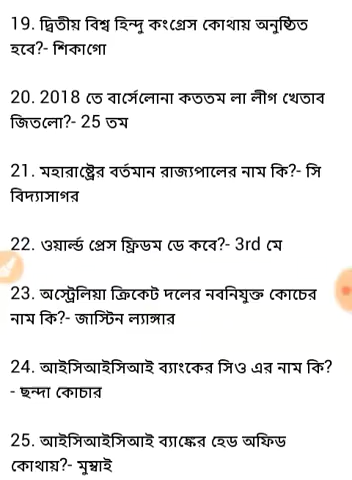 19. দ্বিতীয় বিশ্ব হিন্দু কংগ্রেস কোথায় অনুষ্ঠিত
হবে?- শিকাগো
20. 2018 তে বার্সেলোনা কততম লা লীগ খেতাব
জিতলো?- 25 তম
21. মহারাষ্ট্রের বর্তমান রাজ্যপালের নাম কি?- সি
বিদ্যাসাগর
22. ওয়ার্ল্ড প্রেস ফ্রিডম ডে কবে?- 3rd মে
23. অস্ট্রেলিয়া ক্রিকেট দলের নবনিযুক্ত কোচের
নাম কি?- জাস্টিন ল্যাঙ্গার
24. আইসিআইসিআই ব্যাংকের সিও এর নাম কি?
- ছন্দা কোচার
25. আইসিআইসিআই ব্যাঙ্কের হেড অফিস
কোথায়?- মুম্বাই